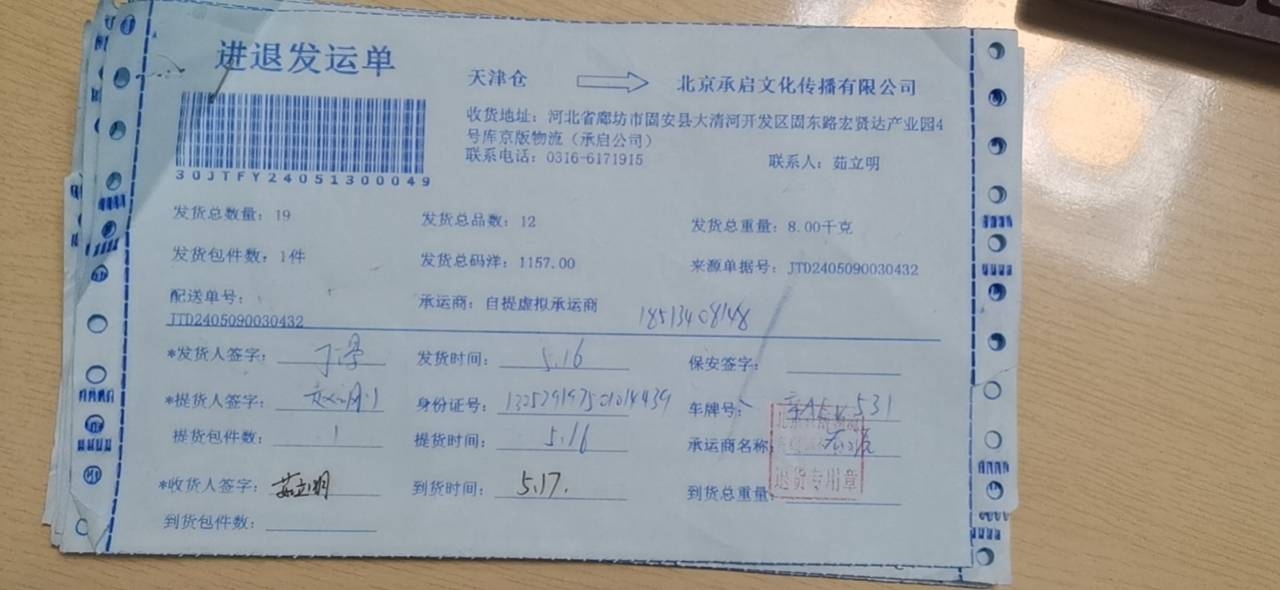 进退发运单
天津仓 北京承启文化传播有限公司
收货地址：河北省廊坊市固安县大清河开发区固东路宏贤达产业园4
号库京版物流（承启公司）
联系电话：0316-6171915 联系人：茹立明
30JTFY24051300049
发货总数量：19 发货总品数：12 发货总重量：8.00千克
发货包件数：1件 发货总码洋：1157.00 来源单据号：JTD2405090030432
配送单号： 承运商：自提虚拟承运商 18513408148
JTD2405090030432
*发货人签字： 发货时间：5.16 保安签字：
*提货人签字： 身份证号： 车牌号： 531
提货包件数：1 提货时间：5.16 承运商名称：
退货专用章
*收货人签字：茹立明 到货时间：5.17. 到货总重量：
到货包件数：